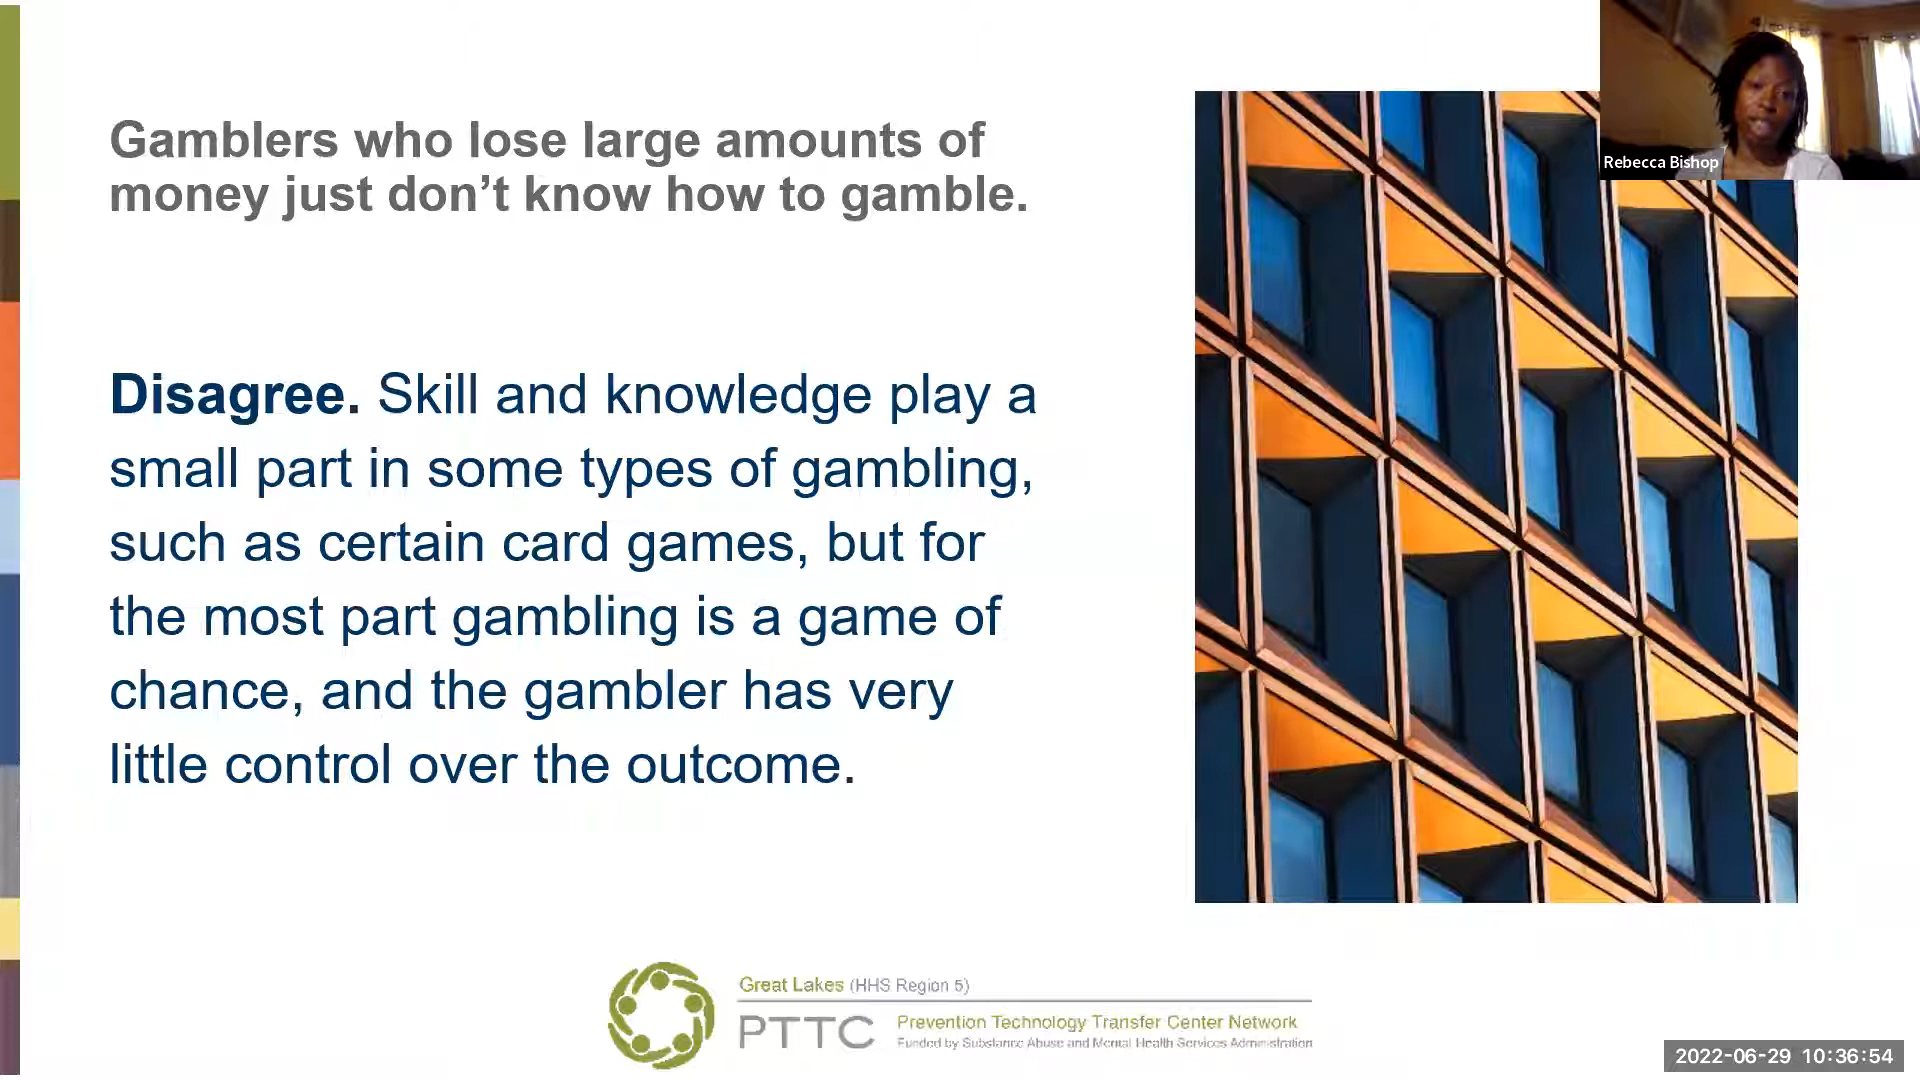 Gamblers who lose large amounts of
money just don’t know how to gamble.
Disagree. Skill and knowledge play a
small part in some types of gambling,
such as certain card games, but for
the most part gambling is a game of
chance, and the gambler has very
little control over the outcome.
Rebecca Bishop
Great Lakes (HHS Region 5)
PTTC
Prevention Technology Transfer Center Network
Funded by Substance Abuse and Mental Health Services Administration
2022-06-29 10:36:54